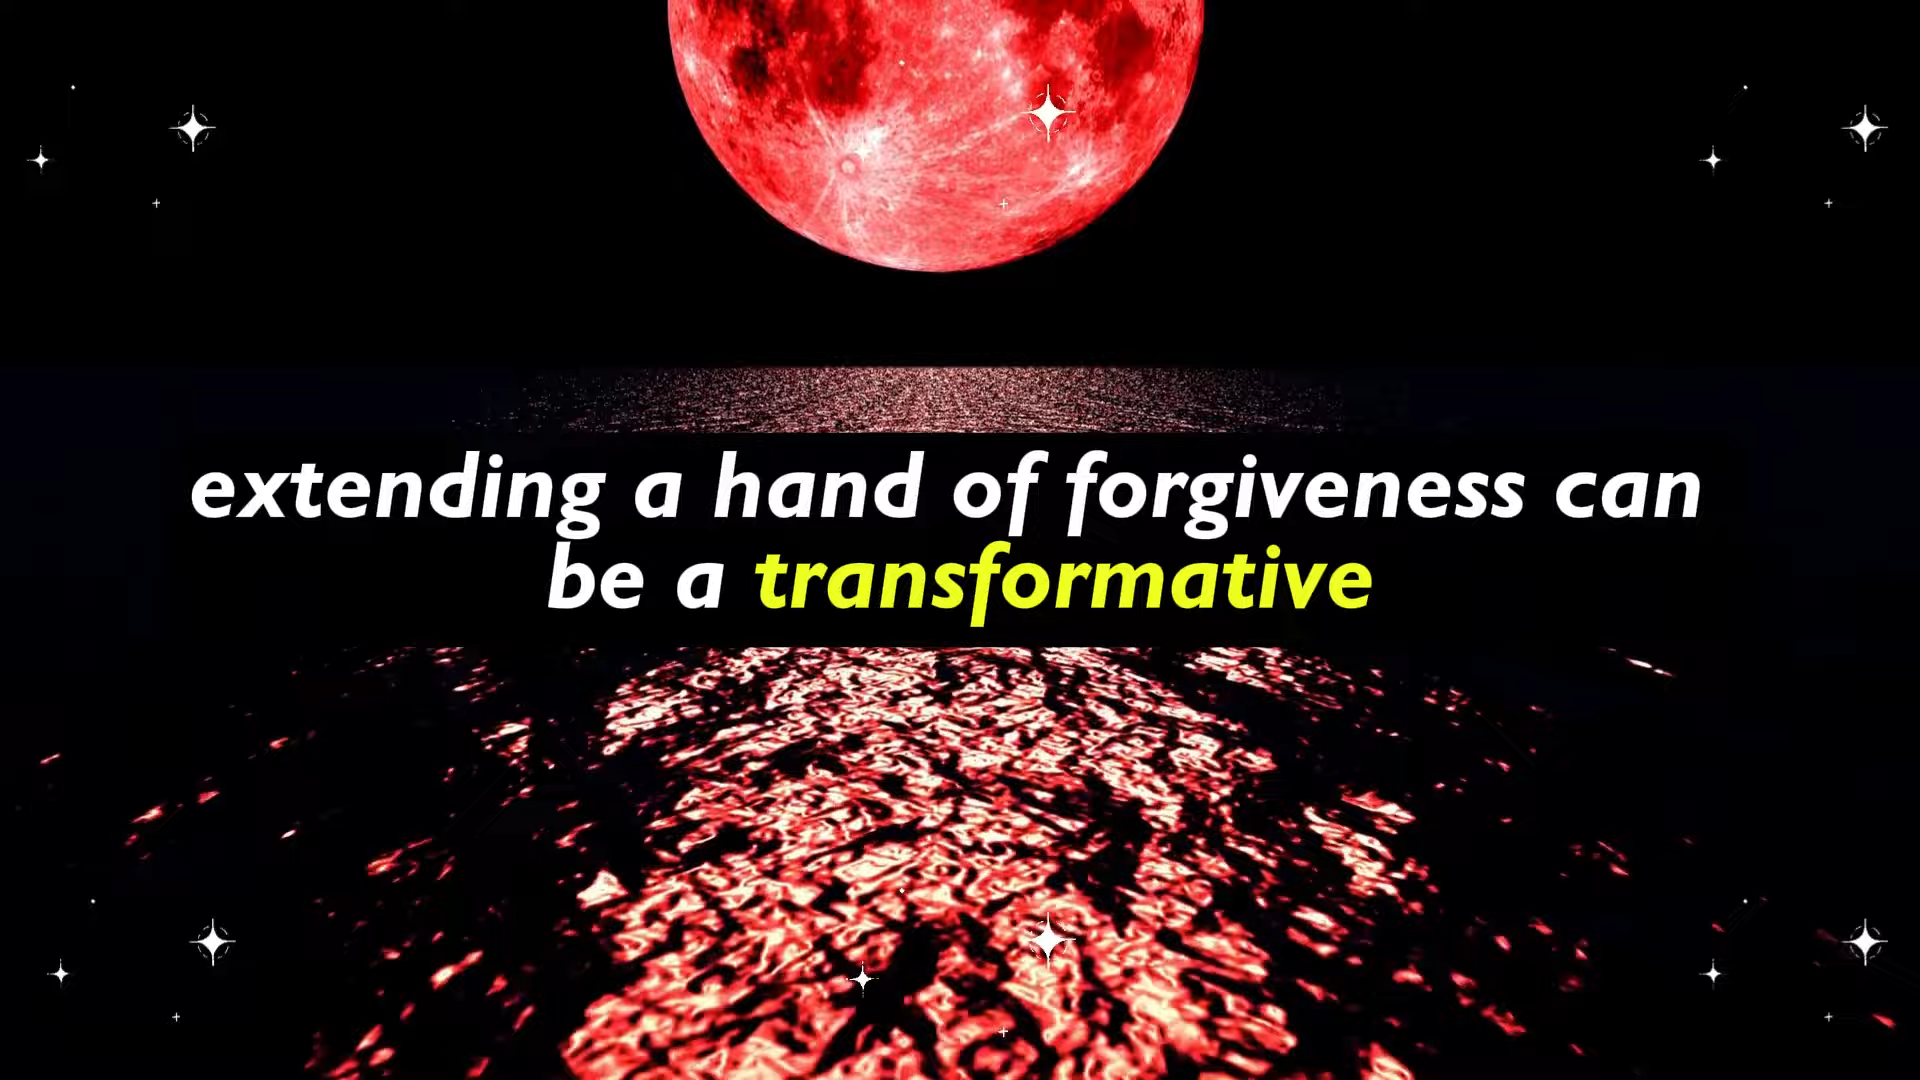 extending a hand of forgiveness can
be a transformative